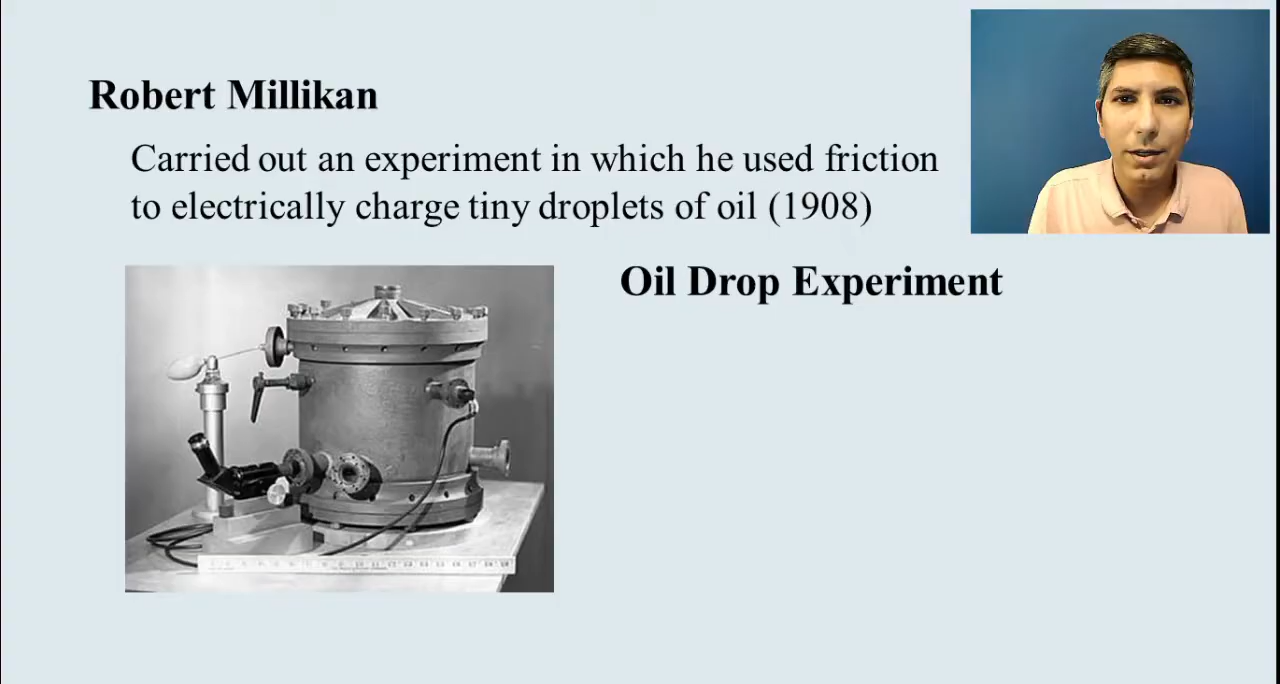 Robert Millikan
Carried out an experiment in which he used friction
to electrically charge tiny droplets of oil (1908)
Oil Drop Experiment